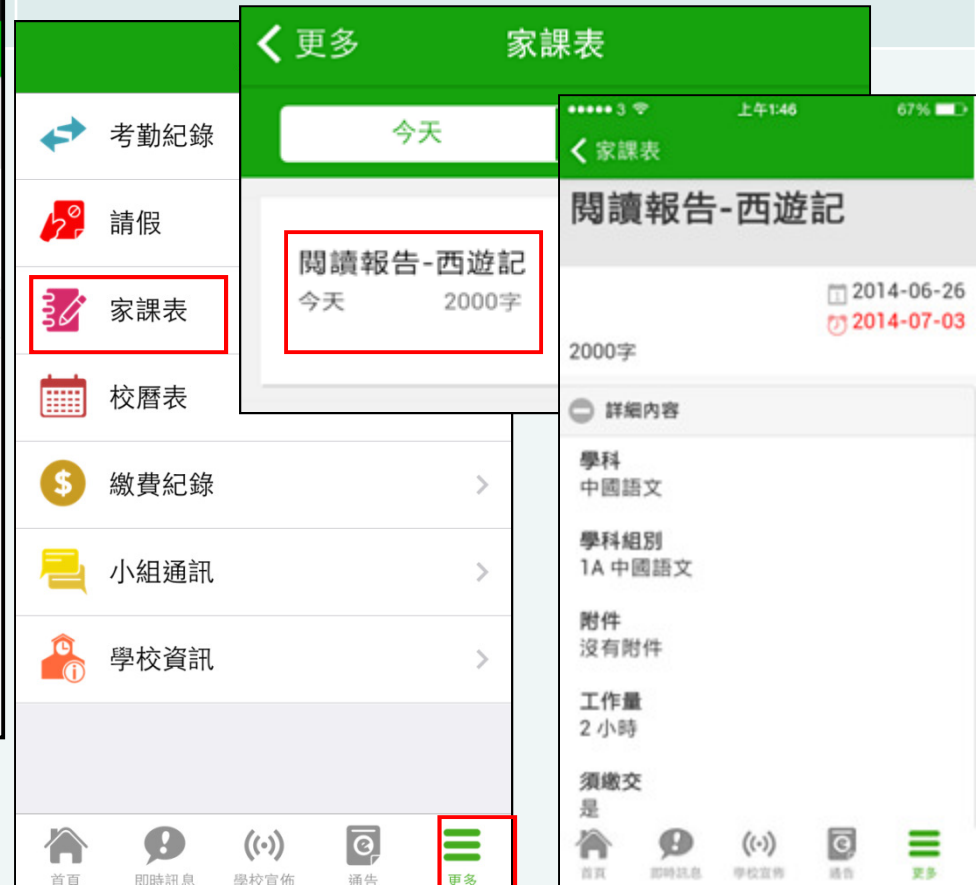 考勤紀錄
請假
家課表
校曆表
繳費紀錄
小組通訊
學校資訊
首頁
即時訊息
學校宣佈
通告
更多
更多
家課表
今天
閱讀報告-西遊記
今天 2000字
3 上午1:46 67%
家課表
閱讀報告-西遊記
2014-06-26
2014-07-03
2000字
詳細內容
學科
中國語文
學科組別
1A 中國語文
附件
沒有附件
工作量
2 小時
須繳交
是
首頁
即時訊息
學校宣佈
通告
更多